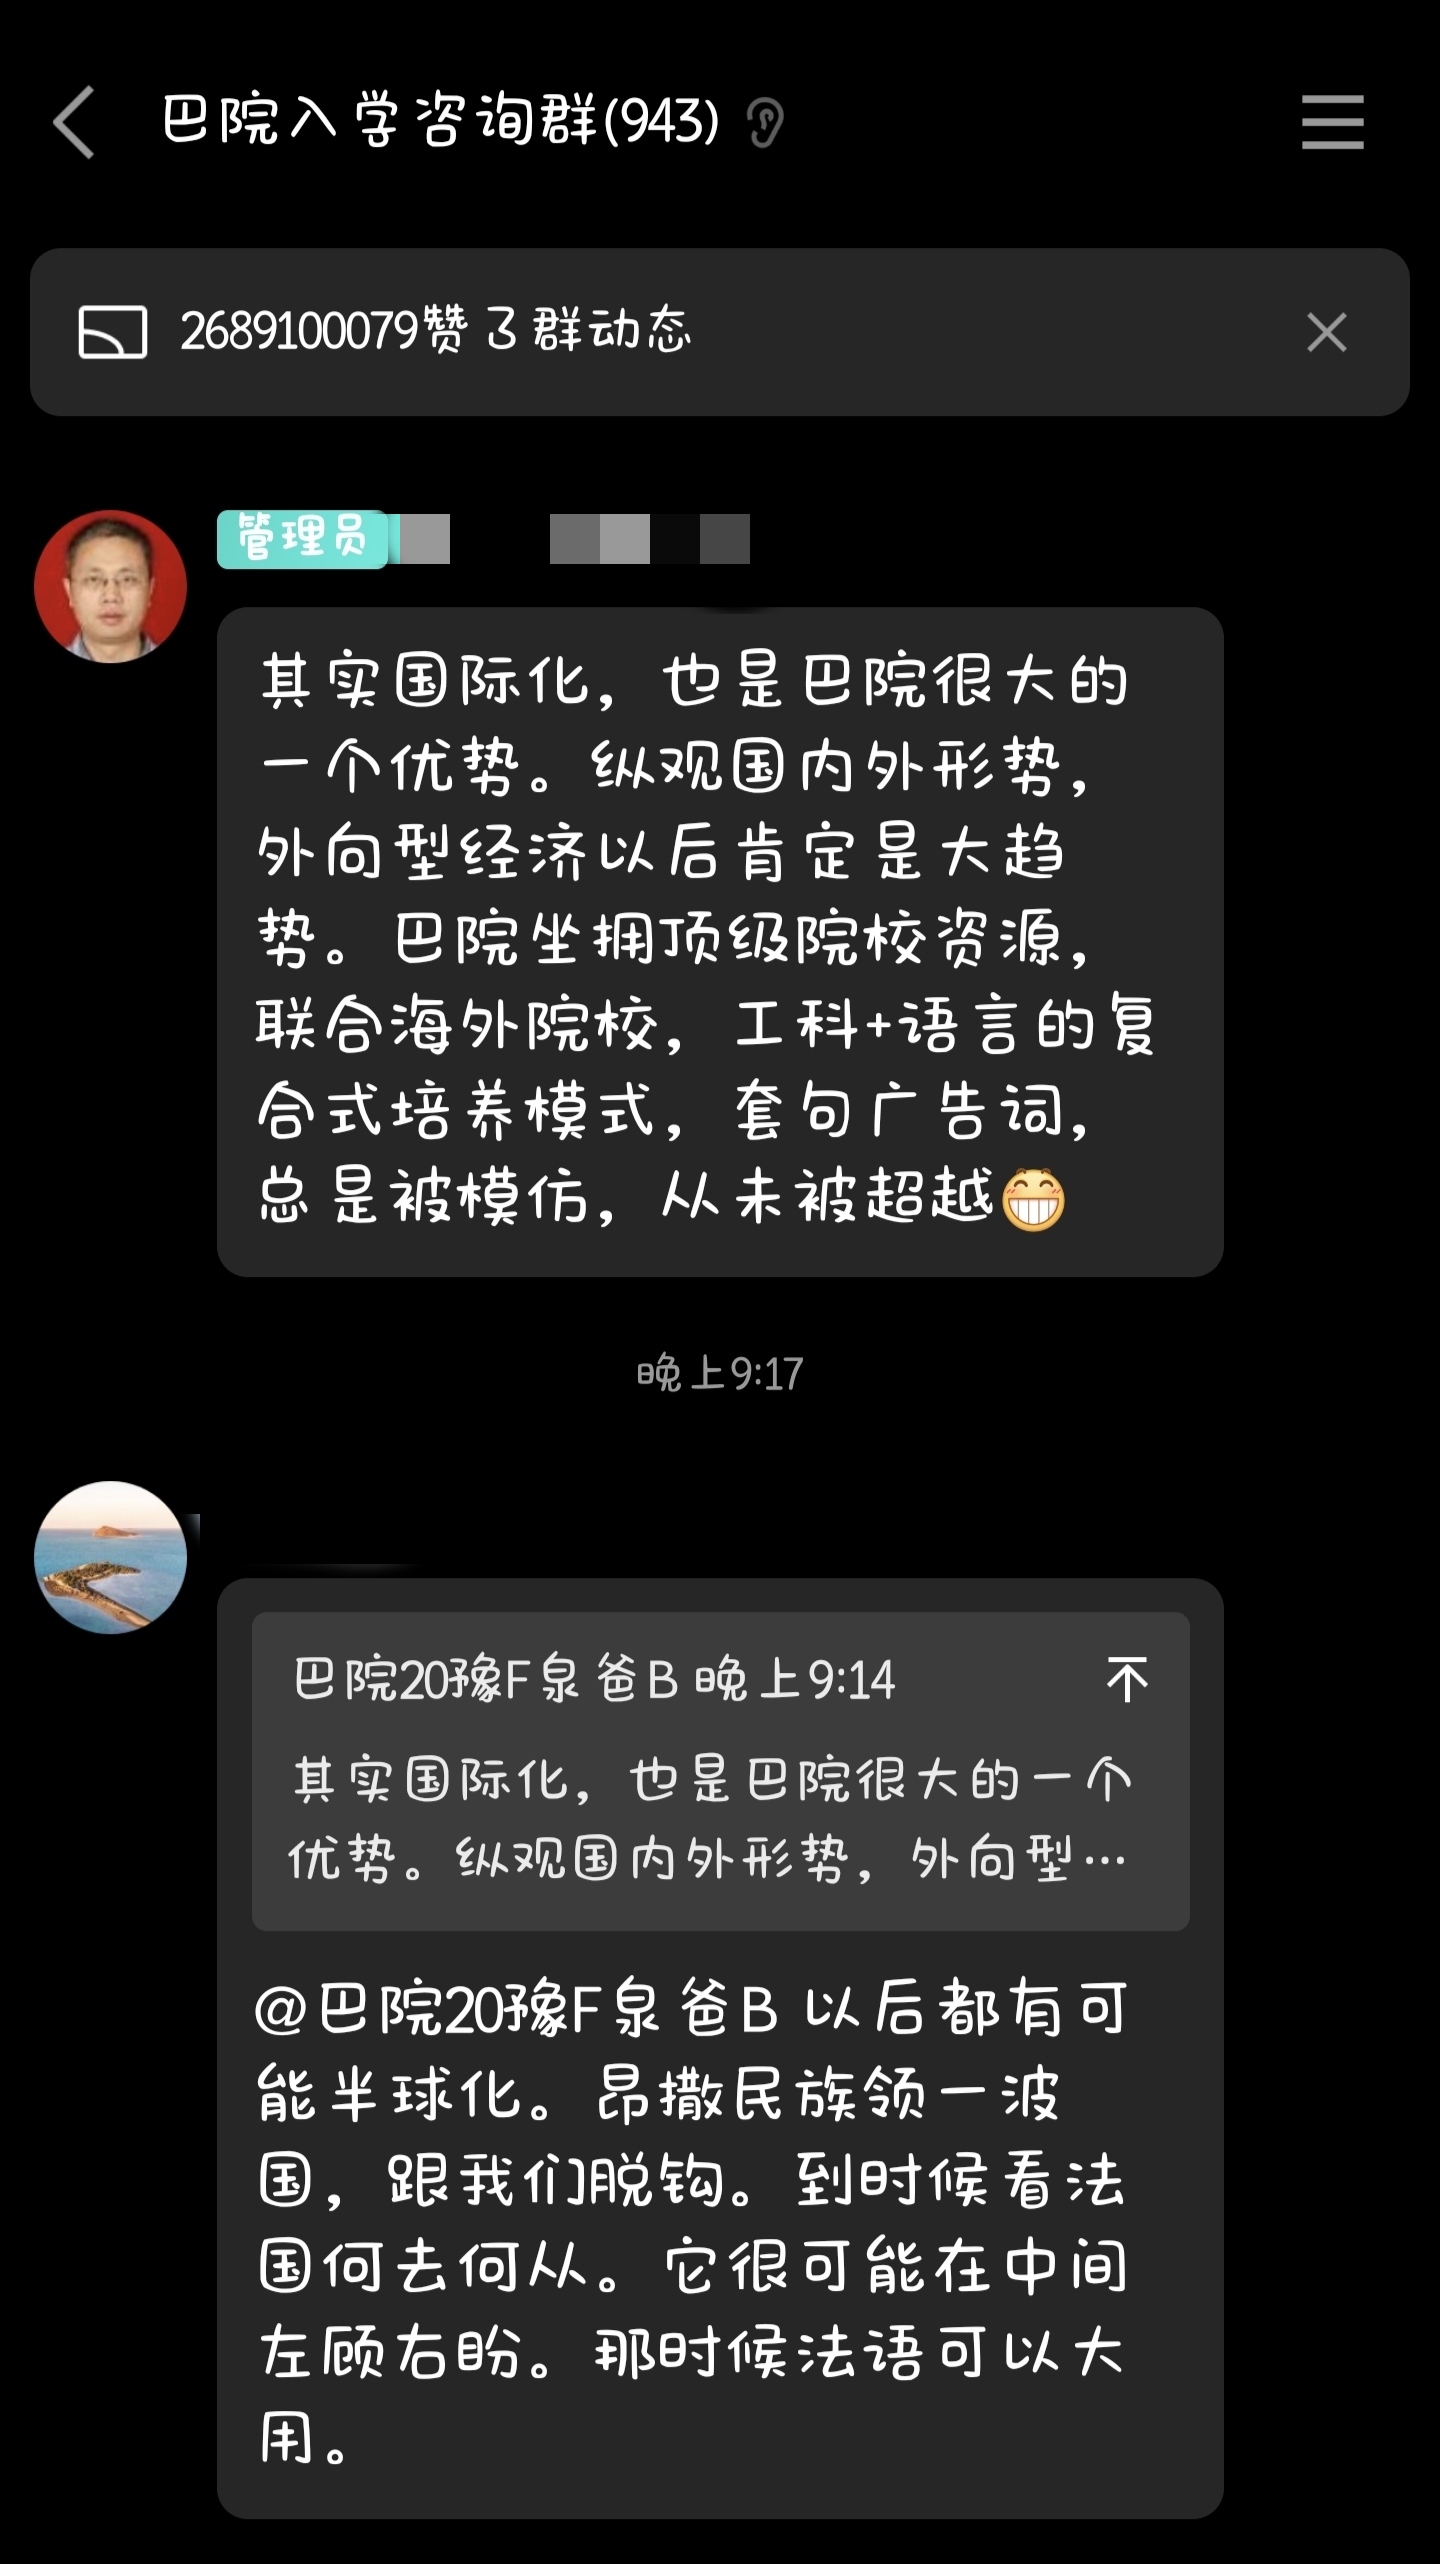 巴院入学咨询群(943)
2689100079赞了群动态
管理员
其实国际化，也是巴院很大的
一个优势。纵观国内外形势，
外向型经济以后肯定是大趋
势。巴院坐拥顶级院校资源，
联合海外院校，工科+语言的复
合式培养模式，套句广告词，
总是被模仿，从未被超越😁
晚上9:17
巴院20豫F泉爸B 晚上9:14
其实国际化，也是巴院很大的一个
优势。纵观国内外形势，外向型…
@巴院20豫F泉爸B 以后都有可
能半球化。昂撒民族领一波
国，跟我们脱钩。到时候看法
国何去何从。它很可能在中间
左顾右盼。那时候法语可以大
用。